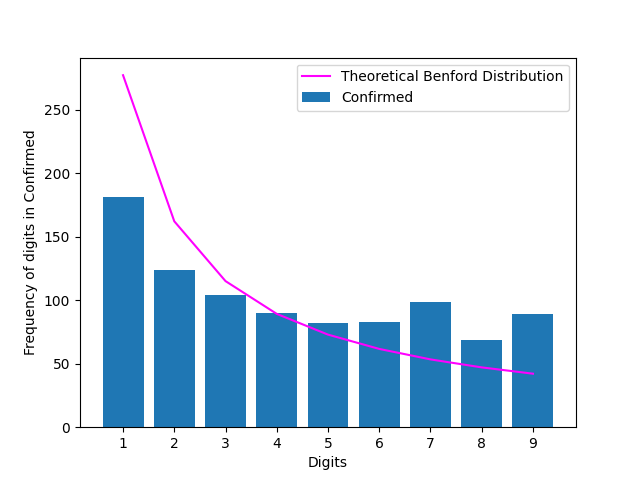 Theoretical Benford Distribution
Confirmed
Frequency of digits in Confirmed
250
200
150
100
50
0
1 2 3 4 5 6 7 8 9
Digits